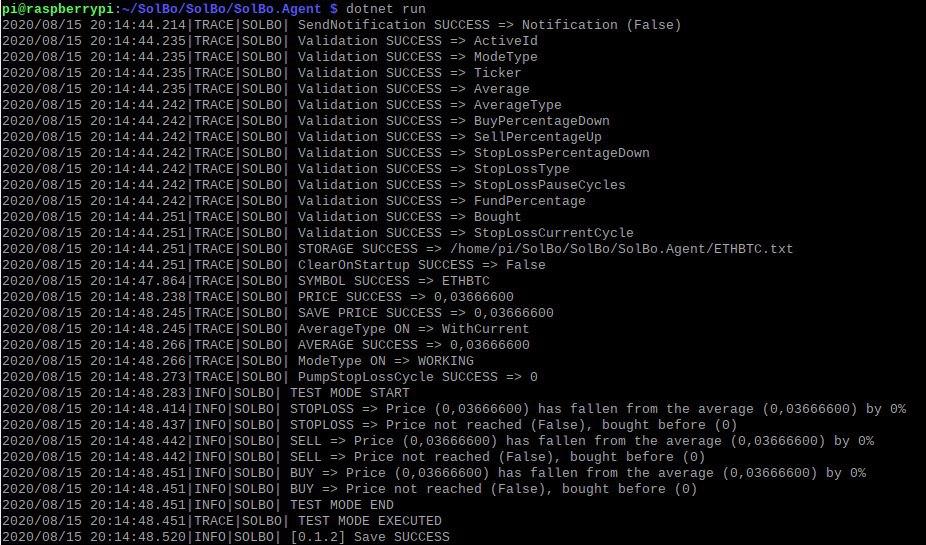 pi@raspberrypi:~/SolBo/SolBo/SolBo.Agent $ dotnet run
2020/08/15 20:14:44.214|TRACE|SOLBO| SendNotification SUCCESS => Notification (False)
2020/08/15 20:14:44.235|TRACE|SOLBO| Validation SUCCESS => ActiveId
2020/08/15 20:14:44.235|TRACE|SOLBO| Validation SUCCESS => ModeType
2020/08/15 20:14:44.235|TRACE|SOLBO| Validation SUCCESS => Ticker
2020/08/15 20:14:44.235|TRACE|SOLBO| Validation SUCCESS => Average
2020/08/15 20:14:44.242|TRACE|SOLBO| Validation SUCCESS => AverageType
2020/08/15 20:14:44.242|TRACE|SOLBO| Validation SUCCESS => BuyPercentageDown
2020/08/15 20:14:44.242|TRACE|SOLBO| Validation SUCCESS => SellPercentageUp
2020/08/15 20:14:44.242|TRACE|SOLBO| Validation SUCCESS => StopLossPercentageDown
2020/08/15 20:14:44.242|TRACE|SOLBO| Validation SUCCESS => StopLossType
2020/08/15 20:14:44.242|TRACE|SOLBO| Validation SUCCESS => StopLossPauseCycles
2020/08/15 20:14:44.242|TRACE|SOLBO| Validation SUCCESS => FundPercentage
2020/08/15 20:14:44.251|TRACE|SOLBO| Validation SUCCESS => Bought
2020/08/15 20:14:44.251|TRACE|SOLBO| Validation SUCCESS => StopLossCurrentCycle
2020/08/15 20:14:44.251|TRACE|SOLBO| STORAGE SUCCESS => /home/pi/SolBo/SolBo/SolBo.Agent/ETHBTC.txt
2020/08/15 20:14:44.251|TRACE|SOLBO| ClearOnStartup SUCCESS => False
2020/08/15 20:14:47.864|TRACE|SOLBO| SYMBOL SUCCESS => ETHBTC
2020/08/15 20:14:48.238|TRACE|SOLBO| PRICE SUCCESS => 0,03666600
2020/08/15 20:14:48.245|TRACE|SOLBO| SAVE PRICE SUCCESS => 0,03666600
2020/08/15 20:14:48.245|TRACE|SOLBO| AverageType ON => WithCurrent
2020/08/15 20:14:48.266|TRACE|SOLBO| AVERAGE SUCCESS => 0,03666600
2020/08/15 20:14:48.266|TRACE|SOLBO| ModeType ON => WORKING
2020/08/15 20:14:48.273|TRACE|SOLBO| PumpStopLossCycle SUCCESS => 0
2020/08/15 20:14:48.283|INFO|SOLBO| TEST MODE START
2020/08/15 20:14:48.414|INFO|SOLBO| STOPLOSS => Price (0,03666600) has fallen from the average (0,03666600) by 0%
2020/08/15 20:14:48.437|INFO|SOLBO| STOPLOSS => Price not reached (False), bought before (0)
2020/08/15 20:14:48.442|INFO|SOLBO| SELL => Price (0,03666600) has fallen from the average (0,03666600) by 0%
2020/08/15 20:14:48.442|INFO|SOLBO| SELL => Price not reached (False), bought before (0)
2020/08/15 20:14:48.451|INFO|SOLBO| BUY => Price (0,03666600) has fallen from the average (0,03666600) by 0%
2020/08/15 20:14:48.451|INFO|SOLBO| BUY => Price not reached (False), bought before (0)
2020/08/15 20:14:48.451|INFO|SOLBO| TEST MODE END
2020/08/15 20:14:48.451|TRACE|SOLBO| TEST MODE EXECUTED
2020/08/15 20:14:48.520|INFO|SOLBO| [0.1.2] Save SUCCESS